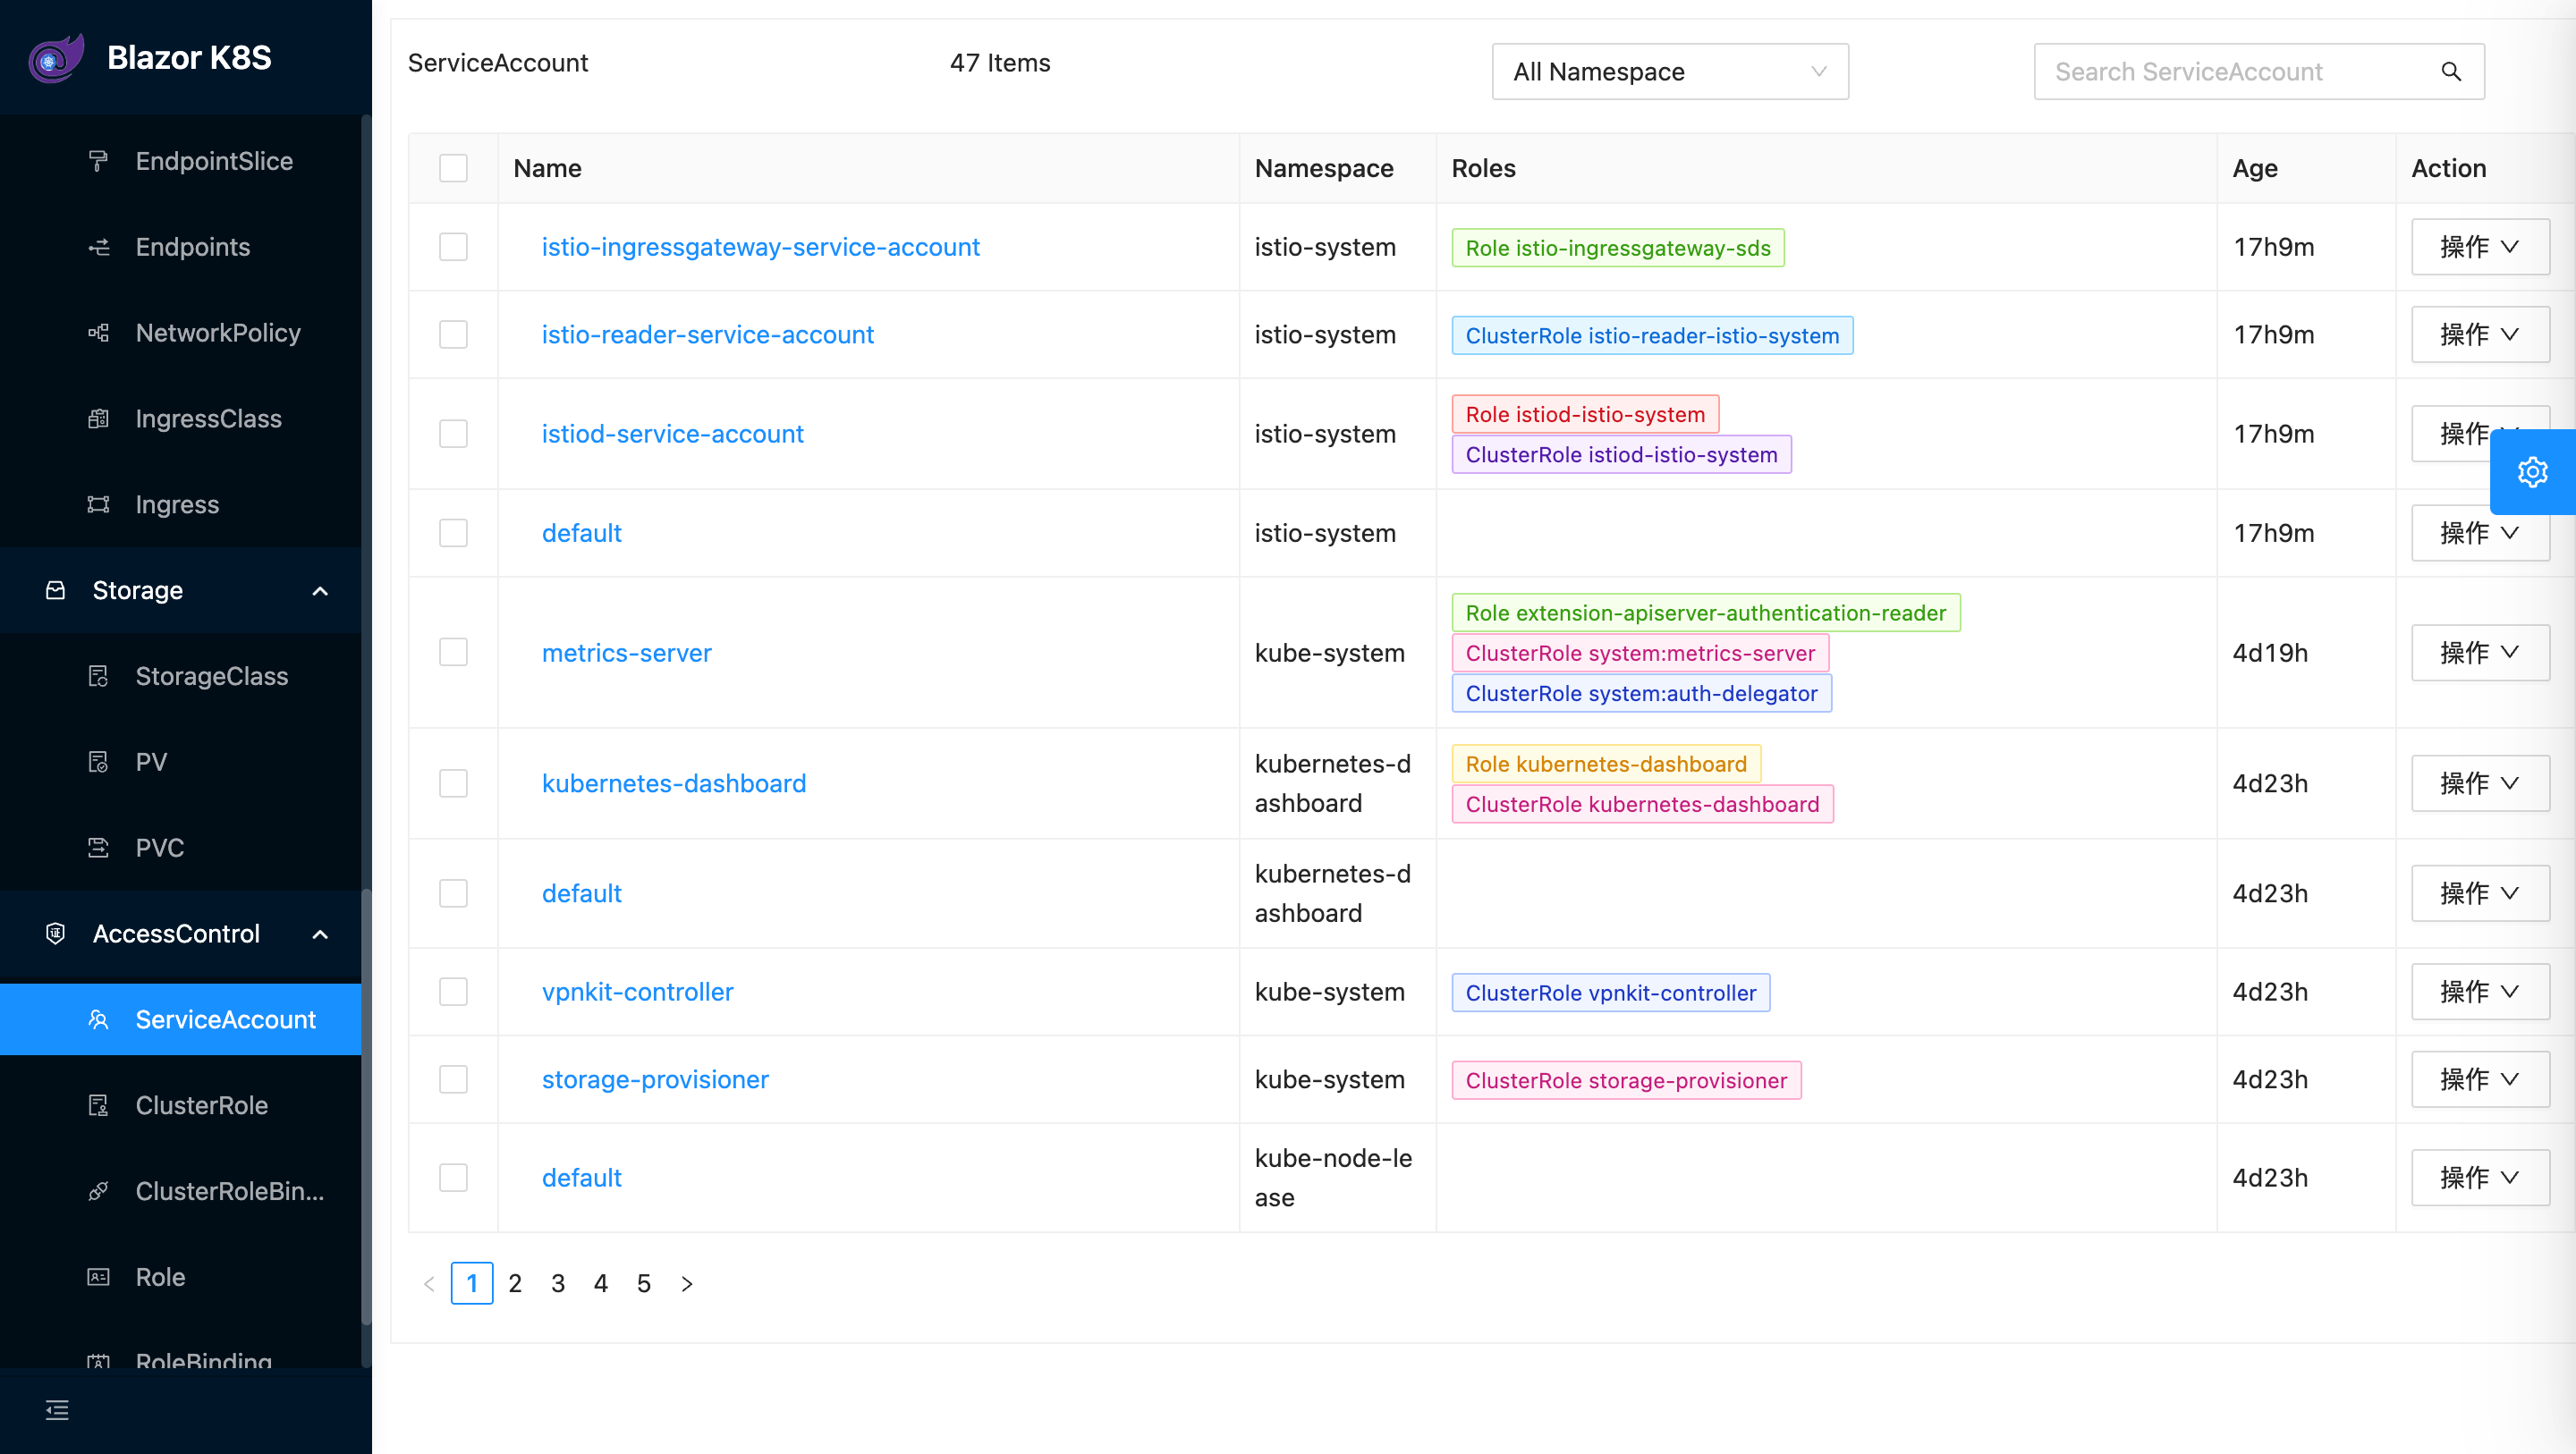 Blazor K8S
EndpointSlice
Endpoints
NetworkPolicy
IngressClass
Ingress
Storage
StorageClass
PV
PVC
AccessControl
ServiceAccount
ClusterRole
ClusterRoleBin...
Role
RoleBinding
ServiceAccount 47 Items All Namespace Search ServiceAccount
Name Namespace Roles Age Action
istio-ingressgateway-service-account istio-system Role istio-ingressgateway-sds 17h9m 操作
istio-reader-service-account istio-system ClusterRole istio-reader-istio-system 17h9m 操作
istiod-service-account istio-system Role istiod-istio-system 17h9m 操作
ClusterRole istiod-istio-system
default istio-system 17h9m 操作
Role extension-apiserver-authentication-reader
metrics-server kube-system ClusterRole system:metrics-server 4d19h 操作
ClusterRole system:auth-delegator
kubernetes-dashboard kubernetes-d Role kubernetes-dashboard 4d23h 操作
ashboard ClusterRole kubernetes-dashboard
default kubernetes-d 4d23h 操作
ashboard
vpnkit-controller kube-system ClusterRole vpnkit-controller 4d23h 操作
storage-provisioner kube-system ClusterRole storage-provisioner 4d23h 操作
default kube-node-le 4d23h 操作
ase
1 2 3 4 5